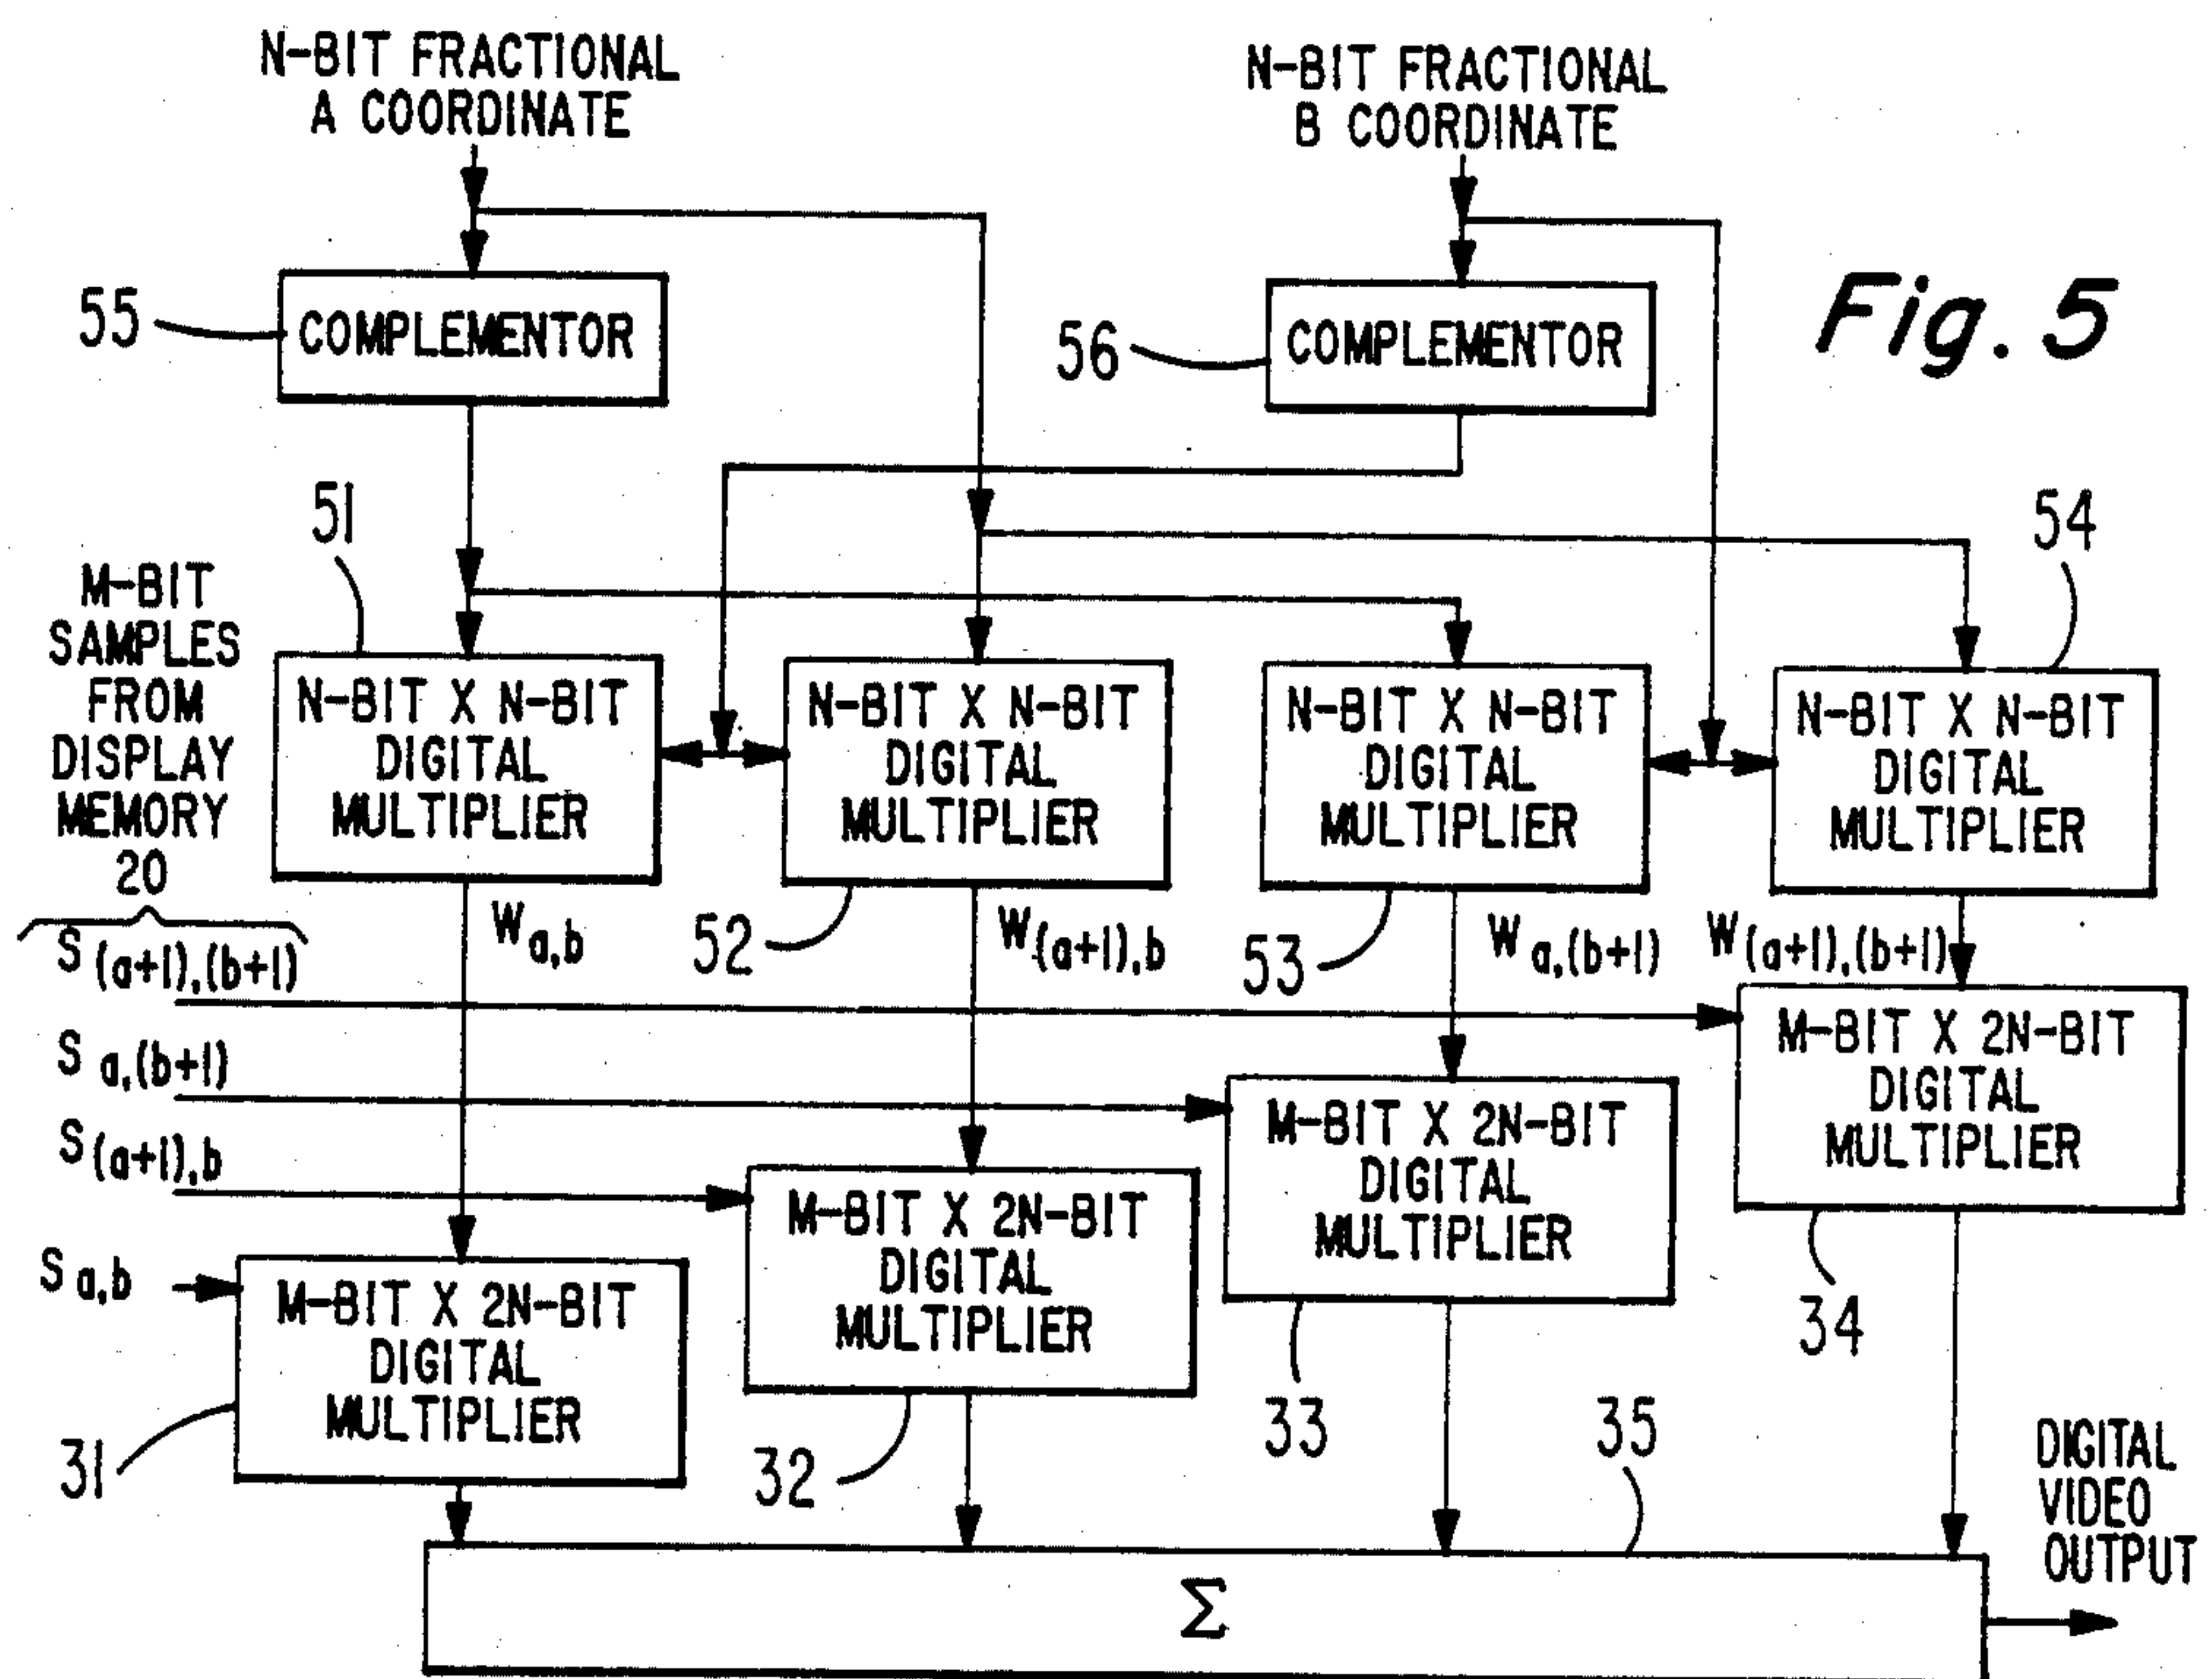 N-BIT FRACTIONAL
A COORDINATE
N-BIT FRACTIONAL
B COORDINATE
Fig. 5
55
COMPLEMENTOR
56
COMPLEMENTOR
51
54
M-BIT
SAMPLES
FROM
DISPLAY
MEMORY
20
N-BIT X N-BIT
DIGITAL
MULTIPLIER
N-BIT X N-BIT
DIGITAL
MULTIPLIER
N-BIT X N-BIT
DIGITAL
MULTIPLIER
N-BIT X N-BIT
DIGITAL
MULTIPLIER
W a,b
52
W (a+1),b
53
W a,(b+1)
W (a+1),(b+1)
S (a+1),(b+1)
S a,(b+1)
S (a+1),b
S a,b
M-BIT X 2N-BIT
DIGITAL
MULTIPLIER
M-BIT X 2N-BIT
DIGITAL
MULTIPLIER
M-BIT X 2N-BIT
DIGITAL
MULTIPLIER
M-BIT X 2N-BIT
DIGITAL
MULTIPLIER
31
32
33
34
35
Σ
DIGITAL
VIDEO
OUTPUT